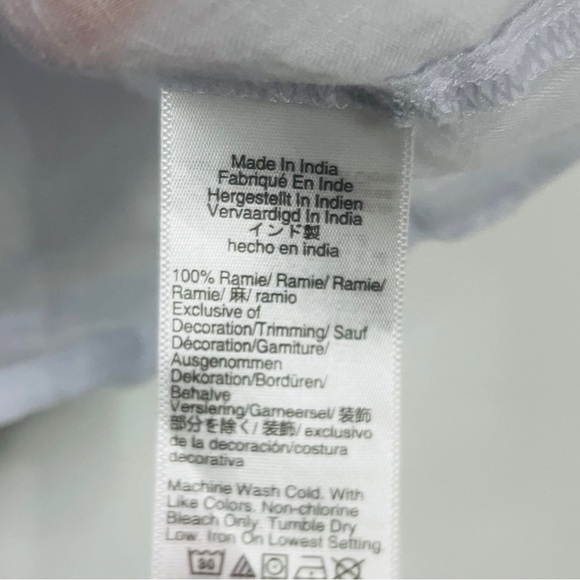 Made In India
Fabriqué En Inde
Hergestellt In Indien
Vervaardigd In India
インド製
hecho en india
100% Ramie/ Ramie/ Ramie/
Ramie/ 麻/ ramio
Exclusive of
Decoration/Trimming/ Sauf
Décoration/Garniture/
Ausgenommen
Dekoration/Bordüren/
Behalve
Versiering/Garneersel/ 装飾
部分を除く/ 装飾/ exclusivo
de la decoración/costura
decorativa
Machine Wash Cold. With
Like Colors. Non-chlorine
Bleach Only. Tumble Dry
Low. Iron On Lowest Setting.
30